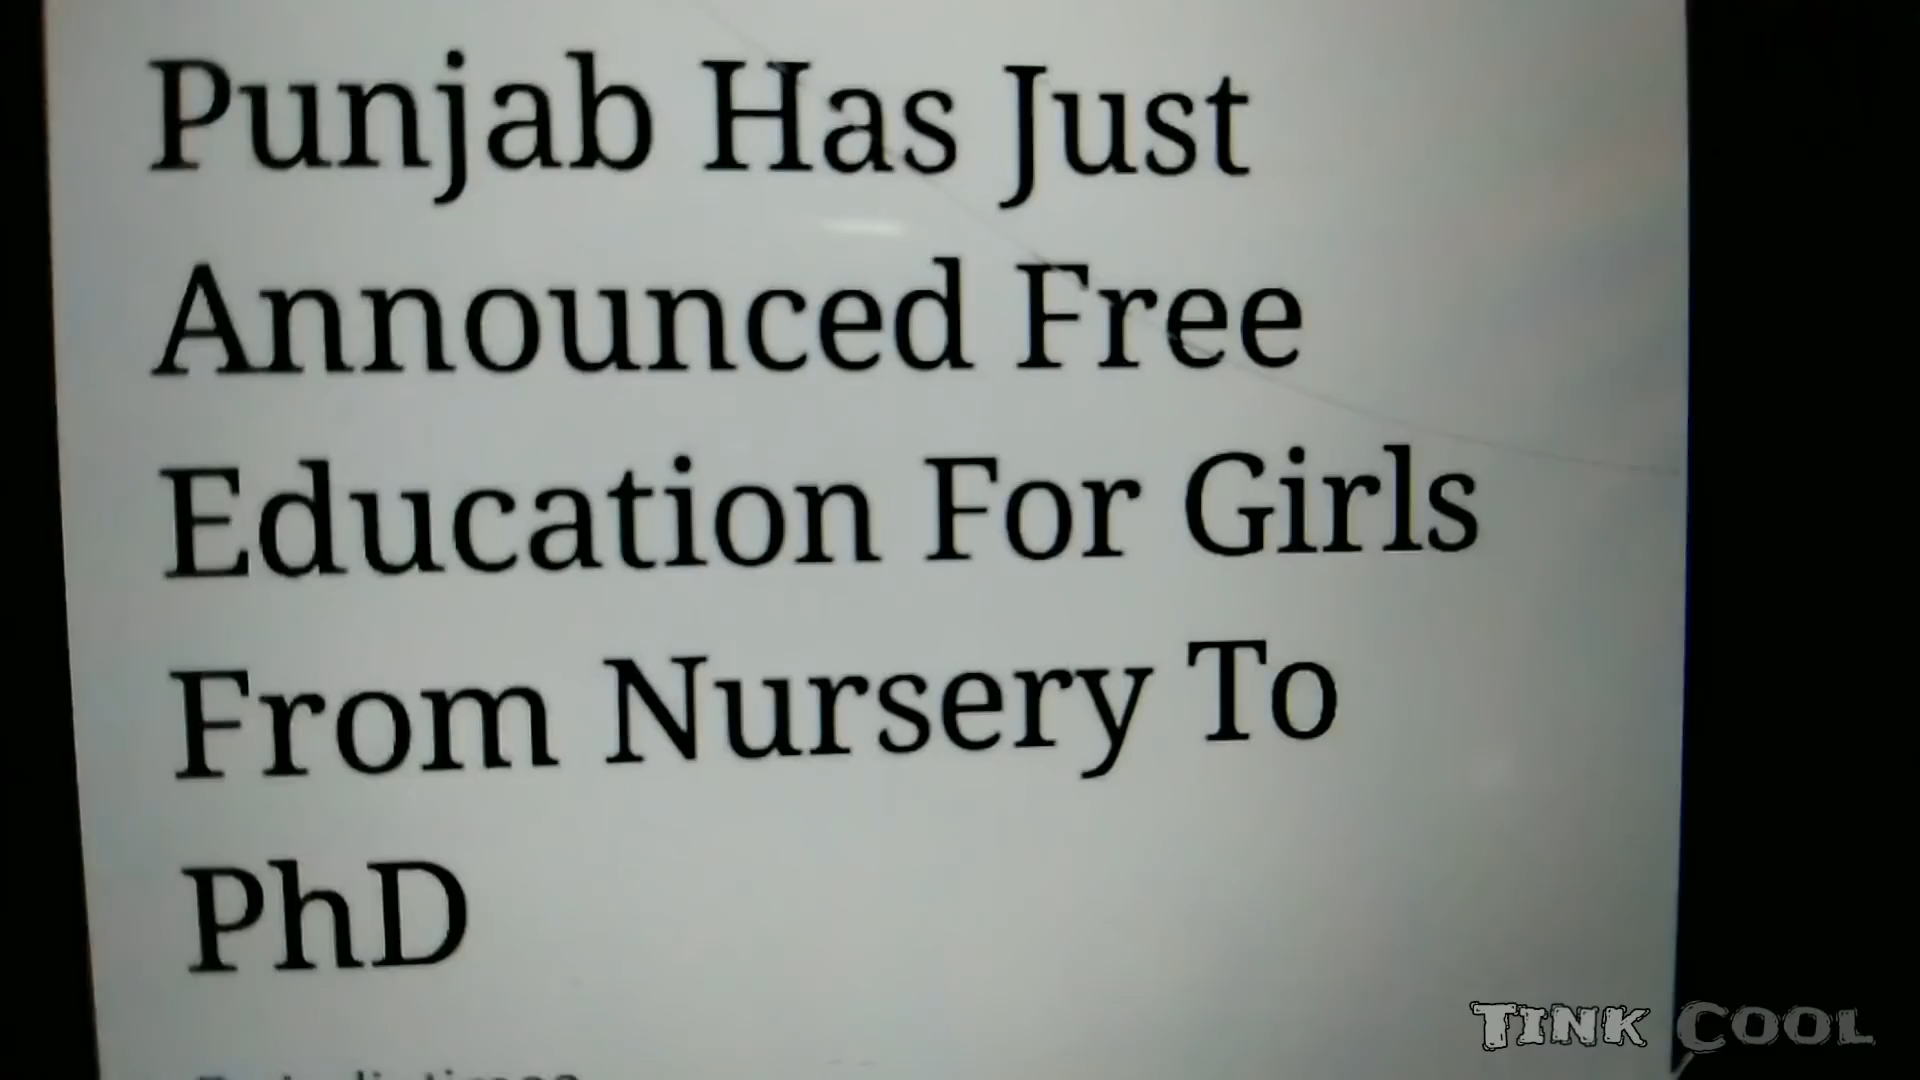 Punjab Has Just
Announced Free
Education For Girls
From Nursery To
PhD
TINK COOL